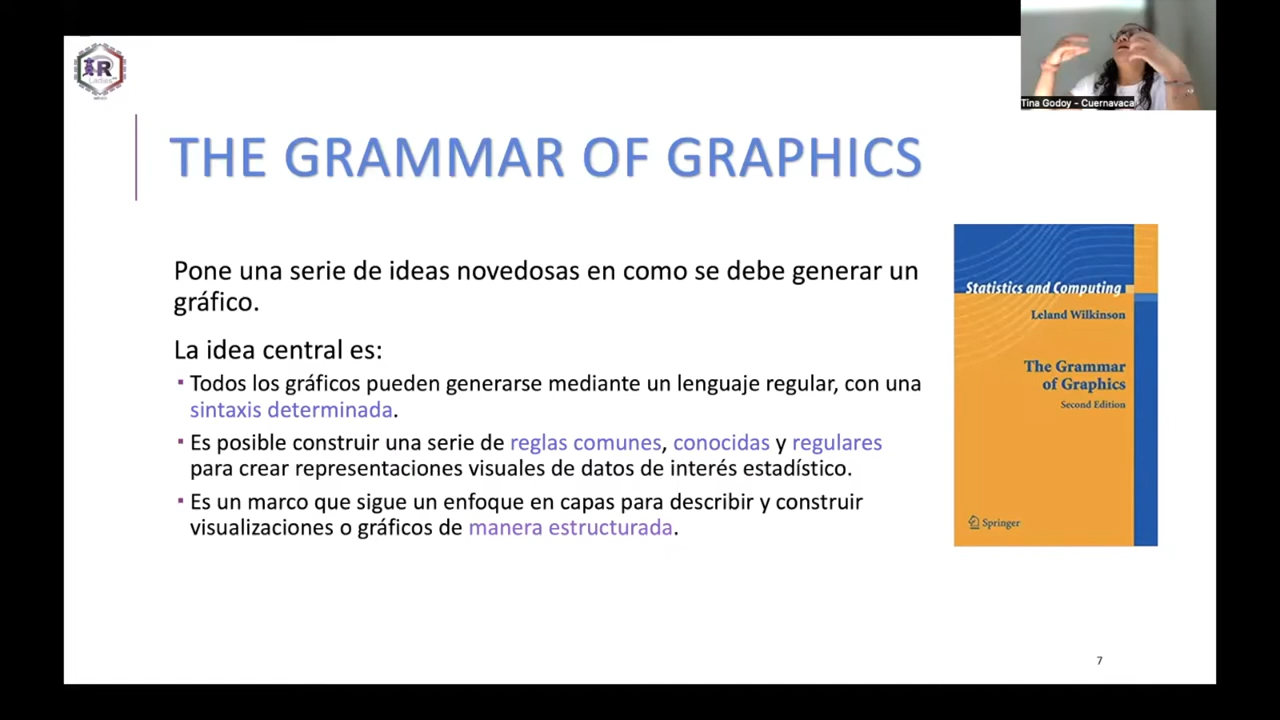 R
Ladies
MÉXICO
Tina Godoy - Cuernavaca
THE GRAMMAR OF GRAPHICS
Pone una serie de ideas novedosas en como se debe generar un
gráfico.
La idea central es:
▪ Todos los gráficos pueden generarse mediante un lenguaje regular, con una
sintaxis determinada.
▪ Es posible construir una serie de reglas comunes, conocidas y regulares
para crear representaciones visuales de datos de interés estadístico.
▪ Es un marco que sigue un enfoque en capas para describir y construir
visualizaciones o gráficos de manera estructurada.
Statistics and Computing
Leland Wilkinson
The Grammar
of Graphics
Second Edition
Springer
7